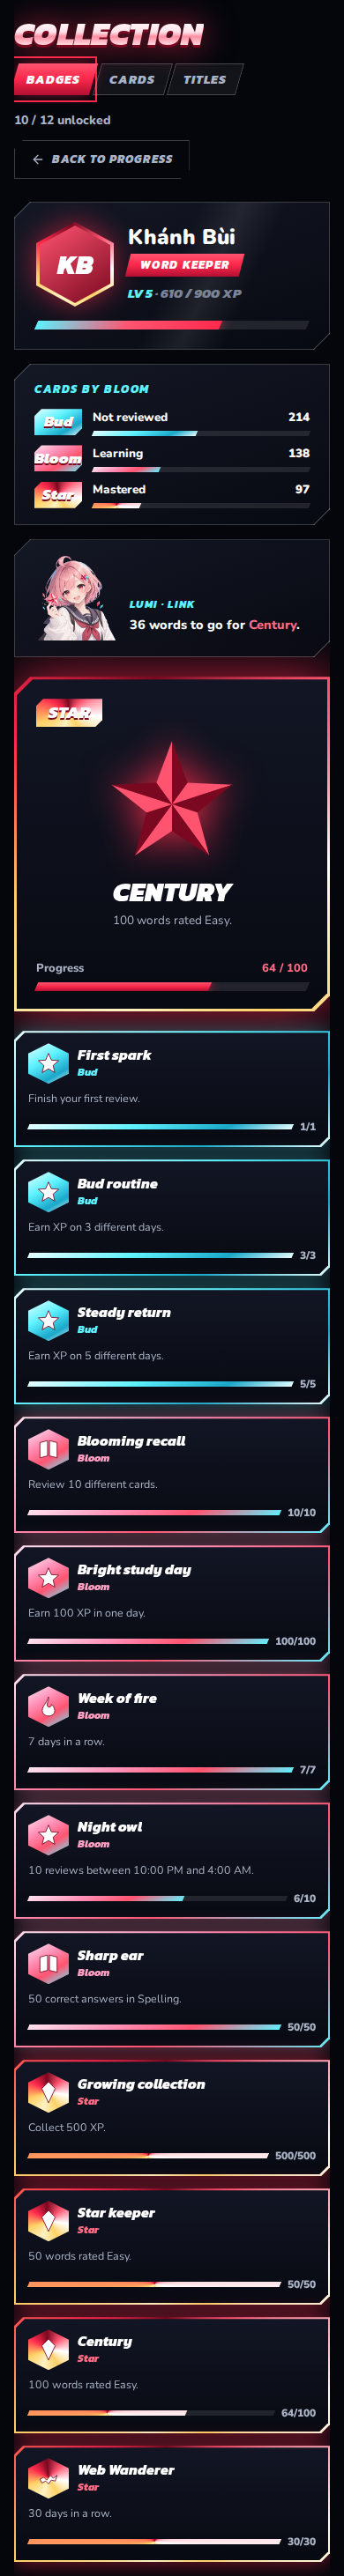 COLLECTION
BADGES CARDS TITLES
10 / 12 unlocked
← BACK TO PROGRESS
KB
Khánh Bùi
WORD KEEPER
LV 5 · 610 / 900 XP
CARDS BY BLOOM
Bud Not reviewed 214
Bloom Learning 138
Star Mastered 97
LUMI · LINK
36 words to go for Century.
STAR
CENTURY
100 words rated Easy.
Progress 64 / 100
First spark
Bud
Finish your first review.
1/1
Bud routine
Bud
Earn XP on 3 different days.
3/3
Steady return
Bud
Earn XP on 5 different days.
5/5
Blooming recall
Bloom
Review 10 different cards.
10/10
Bright study day
Bloom
Earn 100 XP in one day.
100/100
Week of fire
Bloom
7 days in a row.
7/7
Night owl
Bloom
10 reviews between 10:00 PM and 4:00 AM.
6/10
Sharp ear
Bloom
50 correct answers in Spelling.
50/50
Growing collection
Star
Collect 500 XP.
500/500
Star keeper
Star
50 words rated Easy.
50/50
Century
Star
100 words rated Easy.
64/100
Web Wanderer
Star
30 days in a row.
30/30